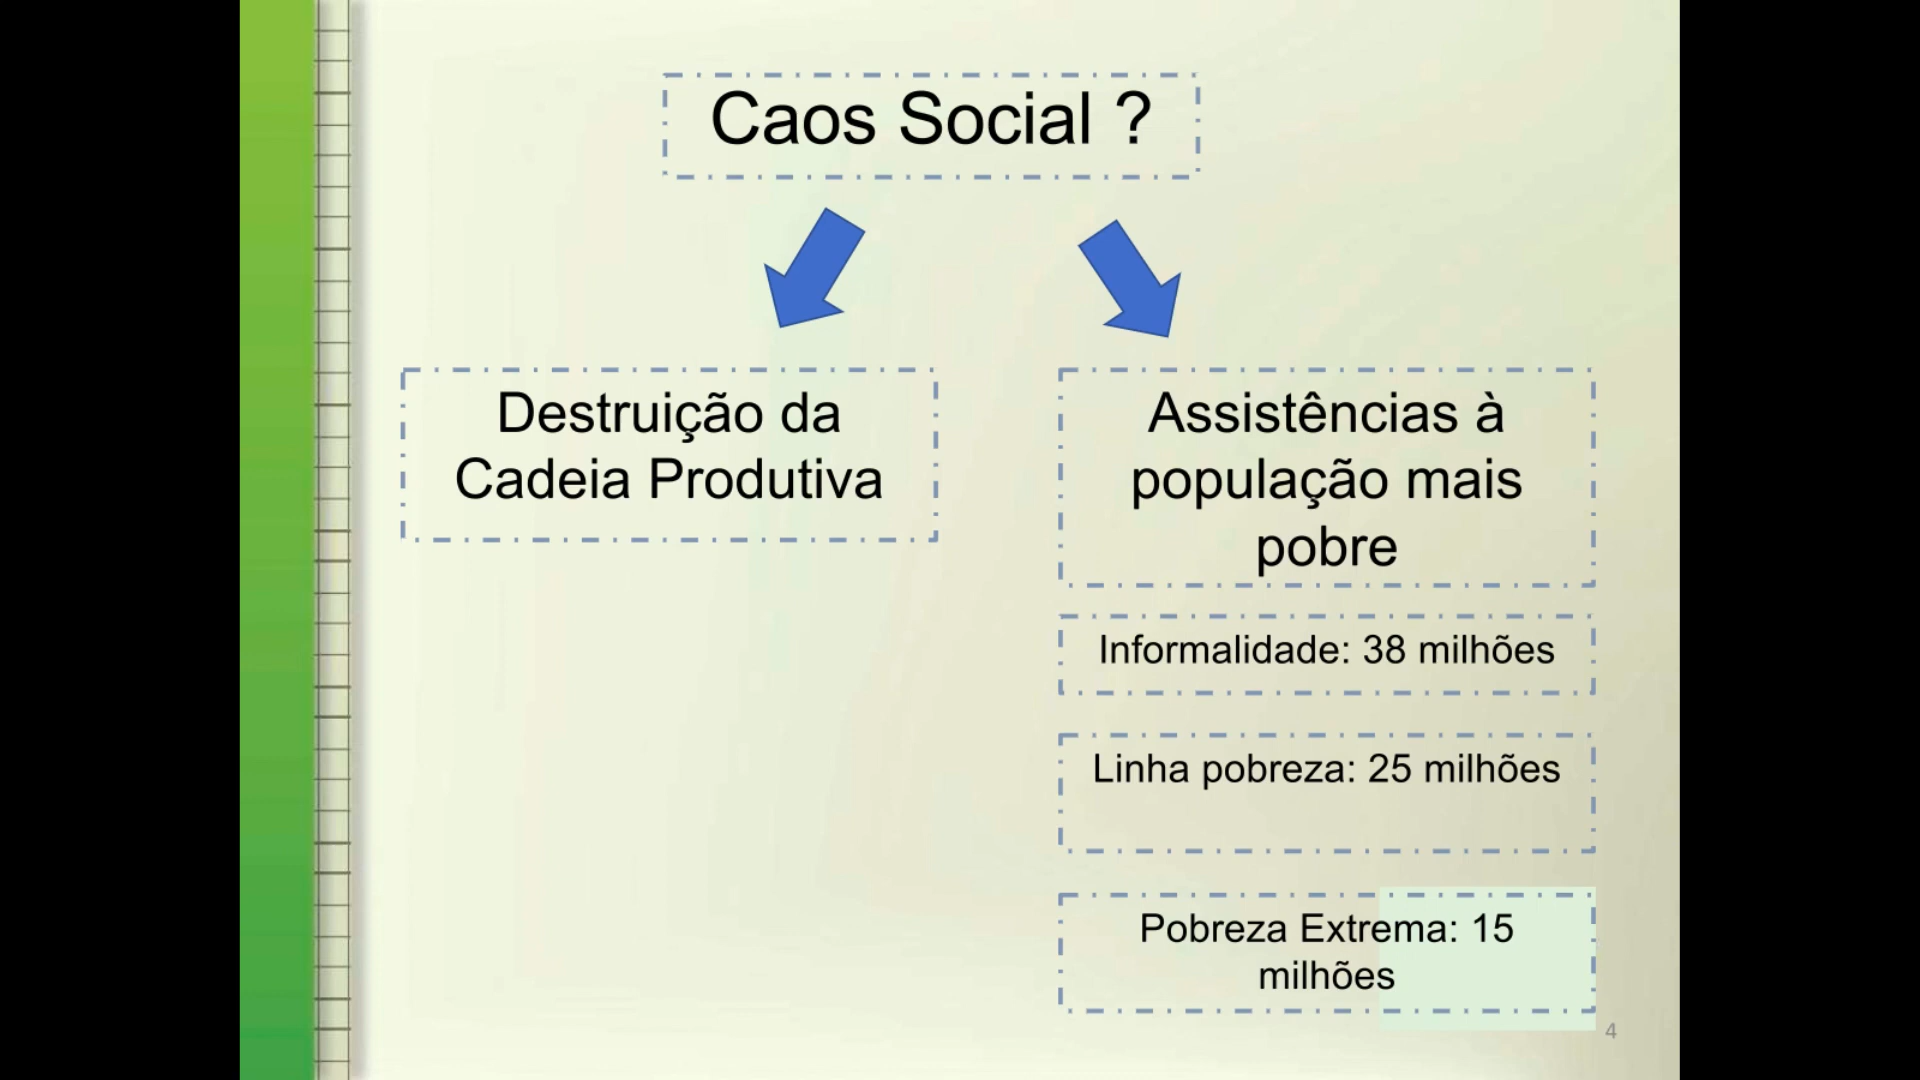 Caos Social ?
Destruição da
Cadeia Produtiva
Assistências à
população mais
pobre
Informalidade: 38 milhões
Linha pobreza: 25 milhões
Pobreza Extrema: 15
milhões
4